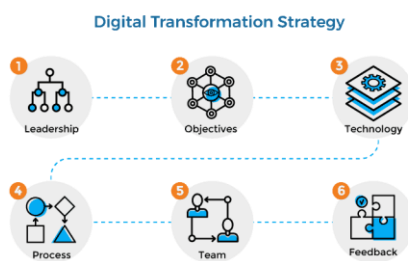 Digital Transformation Strategy
1
Leadership
2
Objectives
3
Technology
4
Process
5
Team
6
Feedback